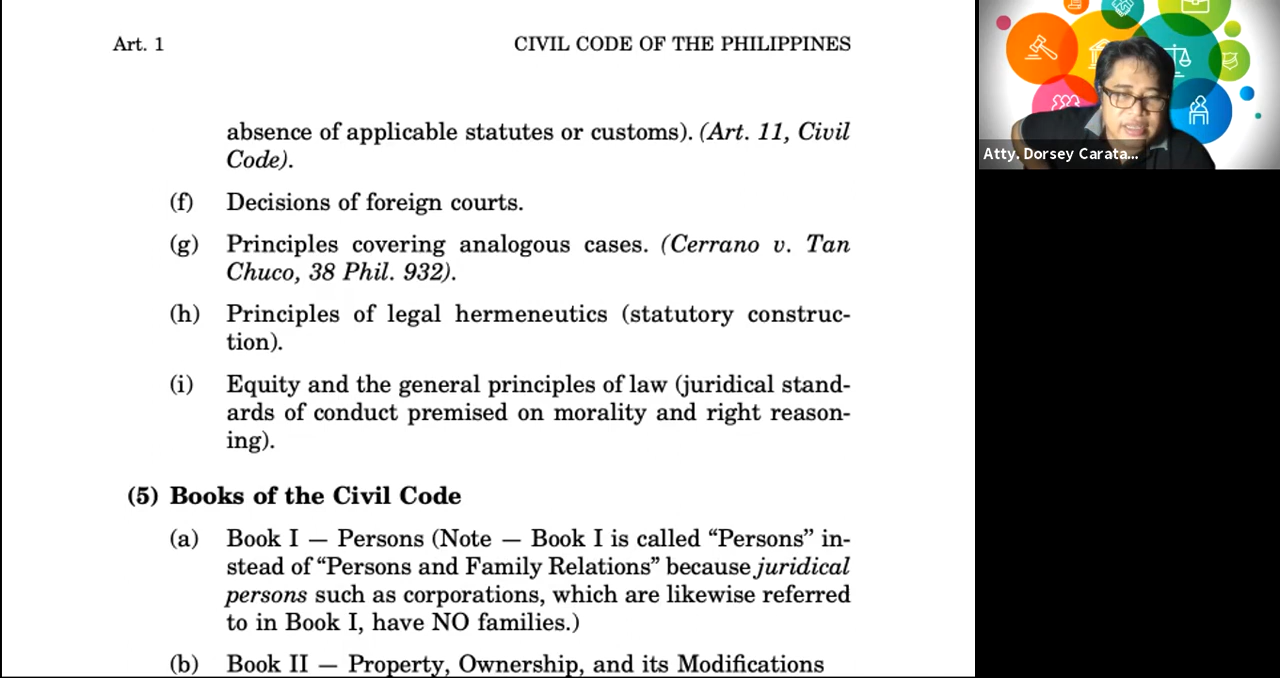 Art. 1 CIVIL CODE OF THE PHILIPPINES
absence of applicable statutes or customs). (Art. 11, Civil
Code).
(f) Decisions of foreign courts.
(g) Principles covering analogous cases. (Cerrano v. Tan
Chuco, 38 Phil. 932).
(h) Principles of legal hermeneutics (statutory construc-
tion).
(i) Equity and the general principles of law (juridical stand-
ards of conduct premised on morality and right reason-
ing).
(5) Books of the Civil Code
(a) Book I — Persons (Note — Book I is called “Persons” in-
stead of “Persons and Family Relations” because juridical
persons such as corporations, which are likewise referred
to in Book I, have NO families.)
(b) Book II — Property, Ownership, and its Modifications
Atty. Dorsey Carata...